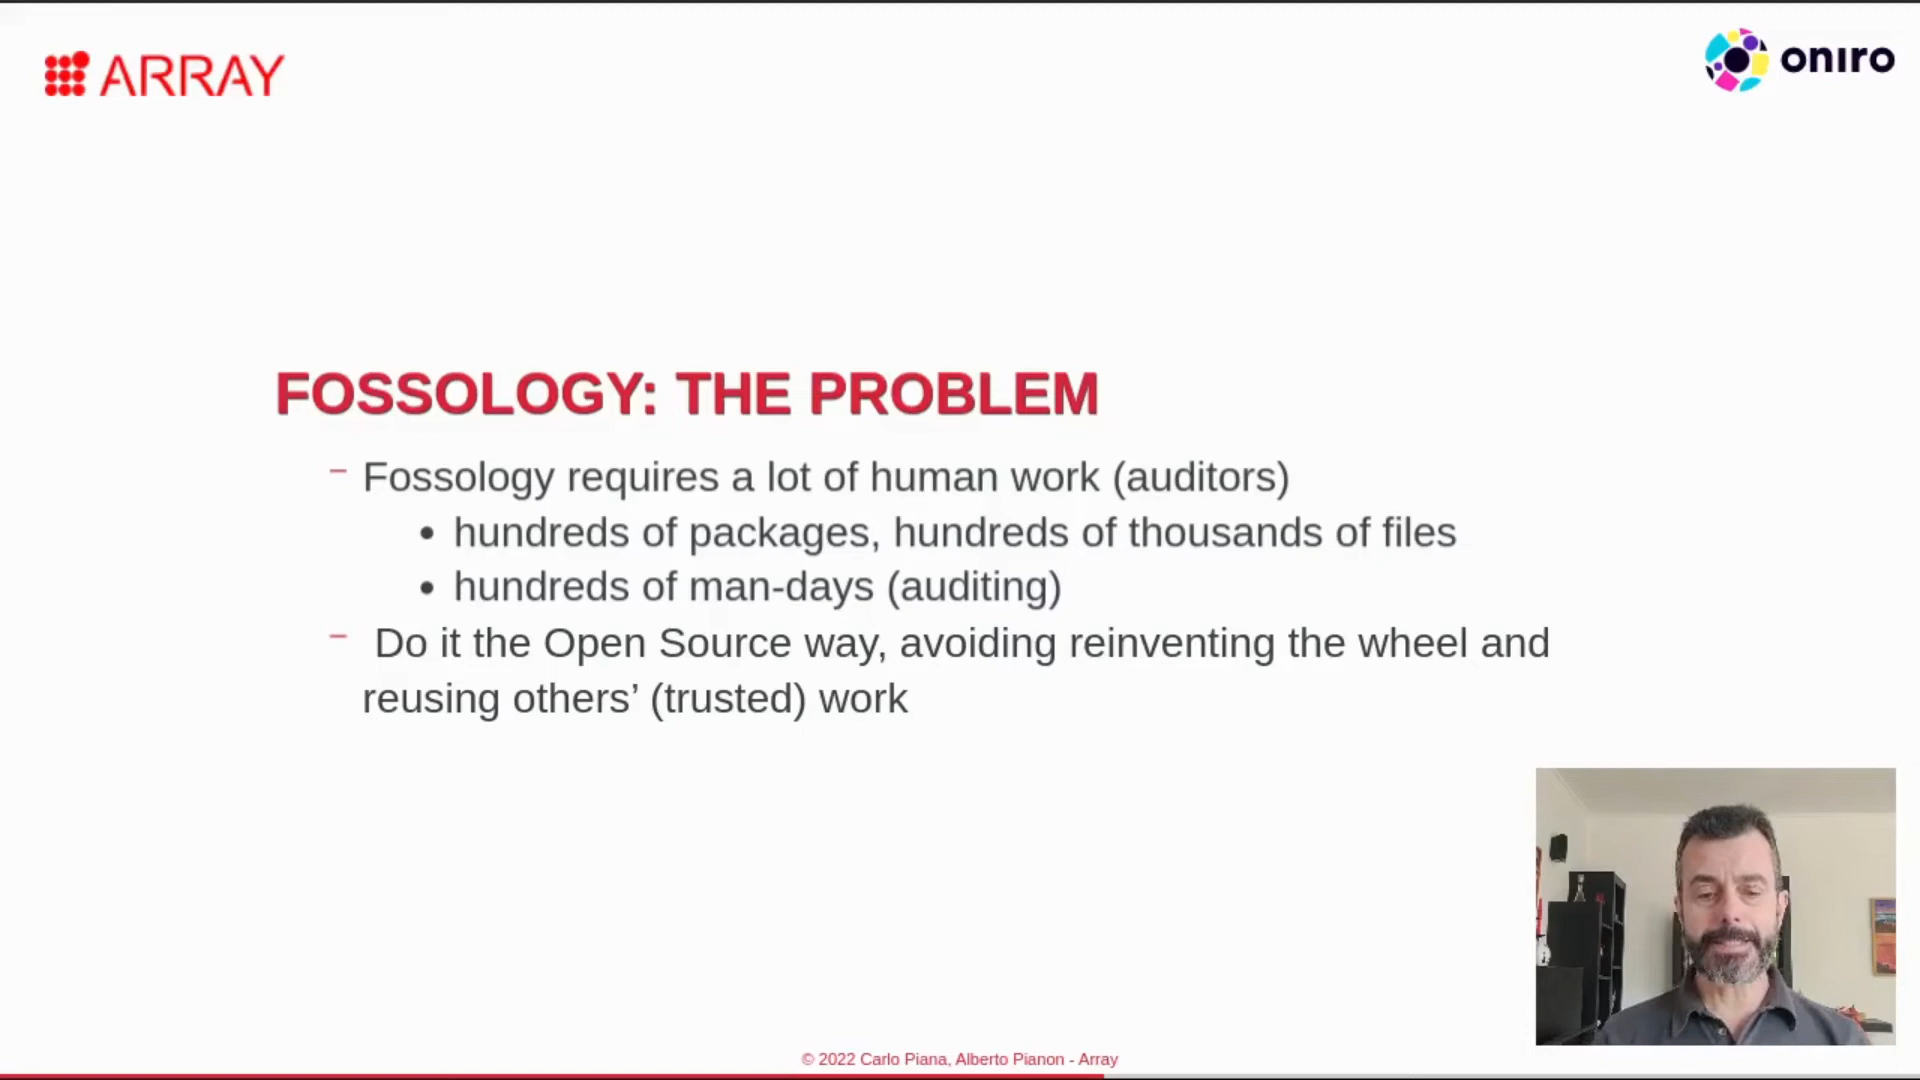 ARRAY
oniro
FOSSOLOGY: THE PROBLEM
– Fossology requires a lot of human work (auditors)
• hundreds of packages, hundreds of thousands of files
• hundreds of man-days (auditing)
– Do it the Open Source way, avoiding reinventing the wheel and
reusing others’ (trusted) work
© 2022 Carlo Piana, Alberto Pianon - Array